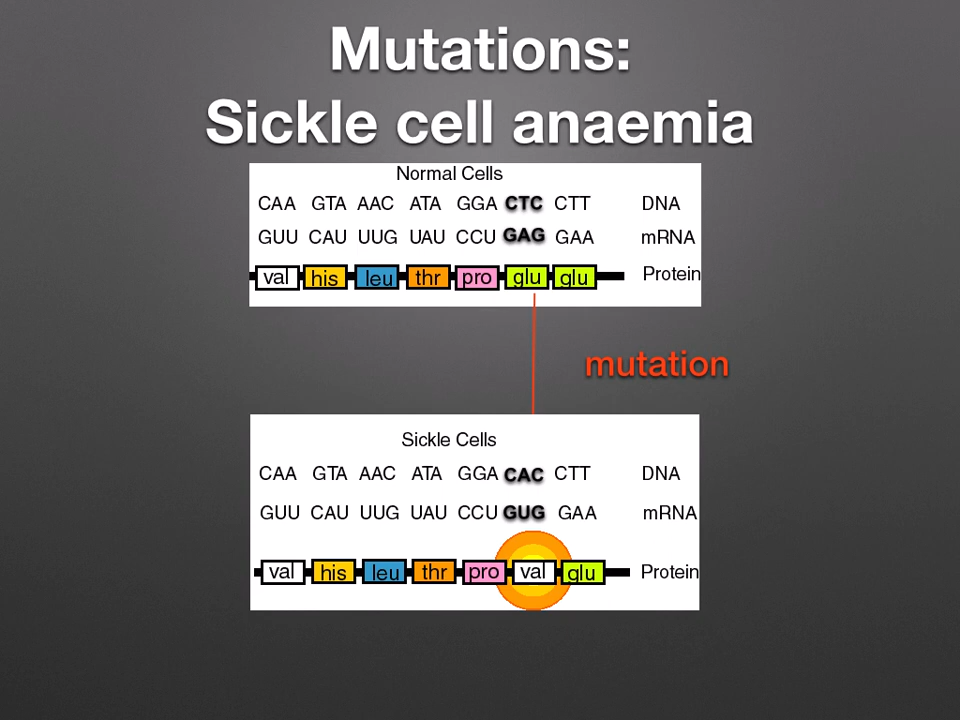 Mutations:
Sickle cell anaemia
Normal Cells
CAA GTA AAC ATA GGA CTC CTT DNA
GUU CAU UUG UAU CCU GAG GAA mRNA
val his leu thr pro glu glu Protein
mutation
Sickle Cells
CAA GTA AAC ATA GGA CAC CTT DNA
GUU CAU UUG UAU CCU GUG GAA mRNA
val his leu thr pro val glu Protein